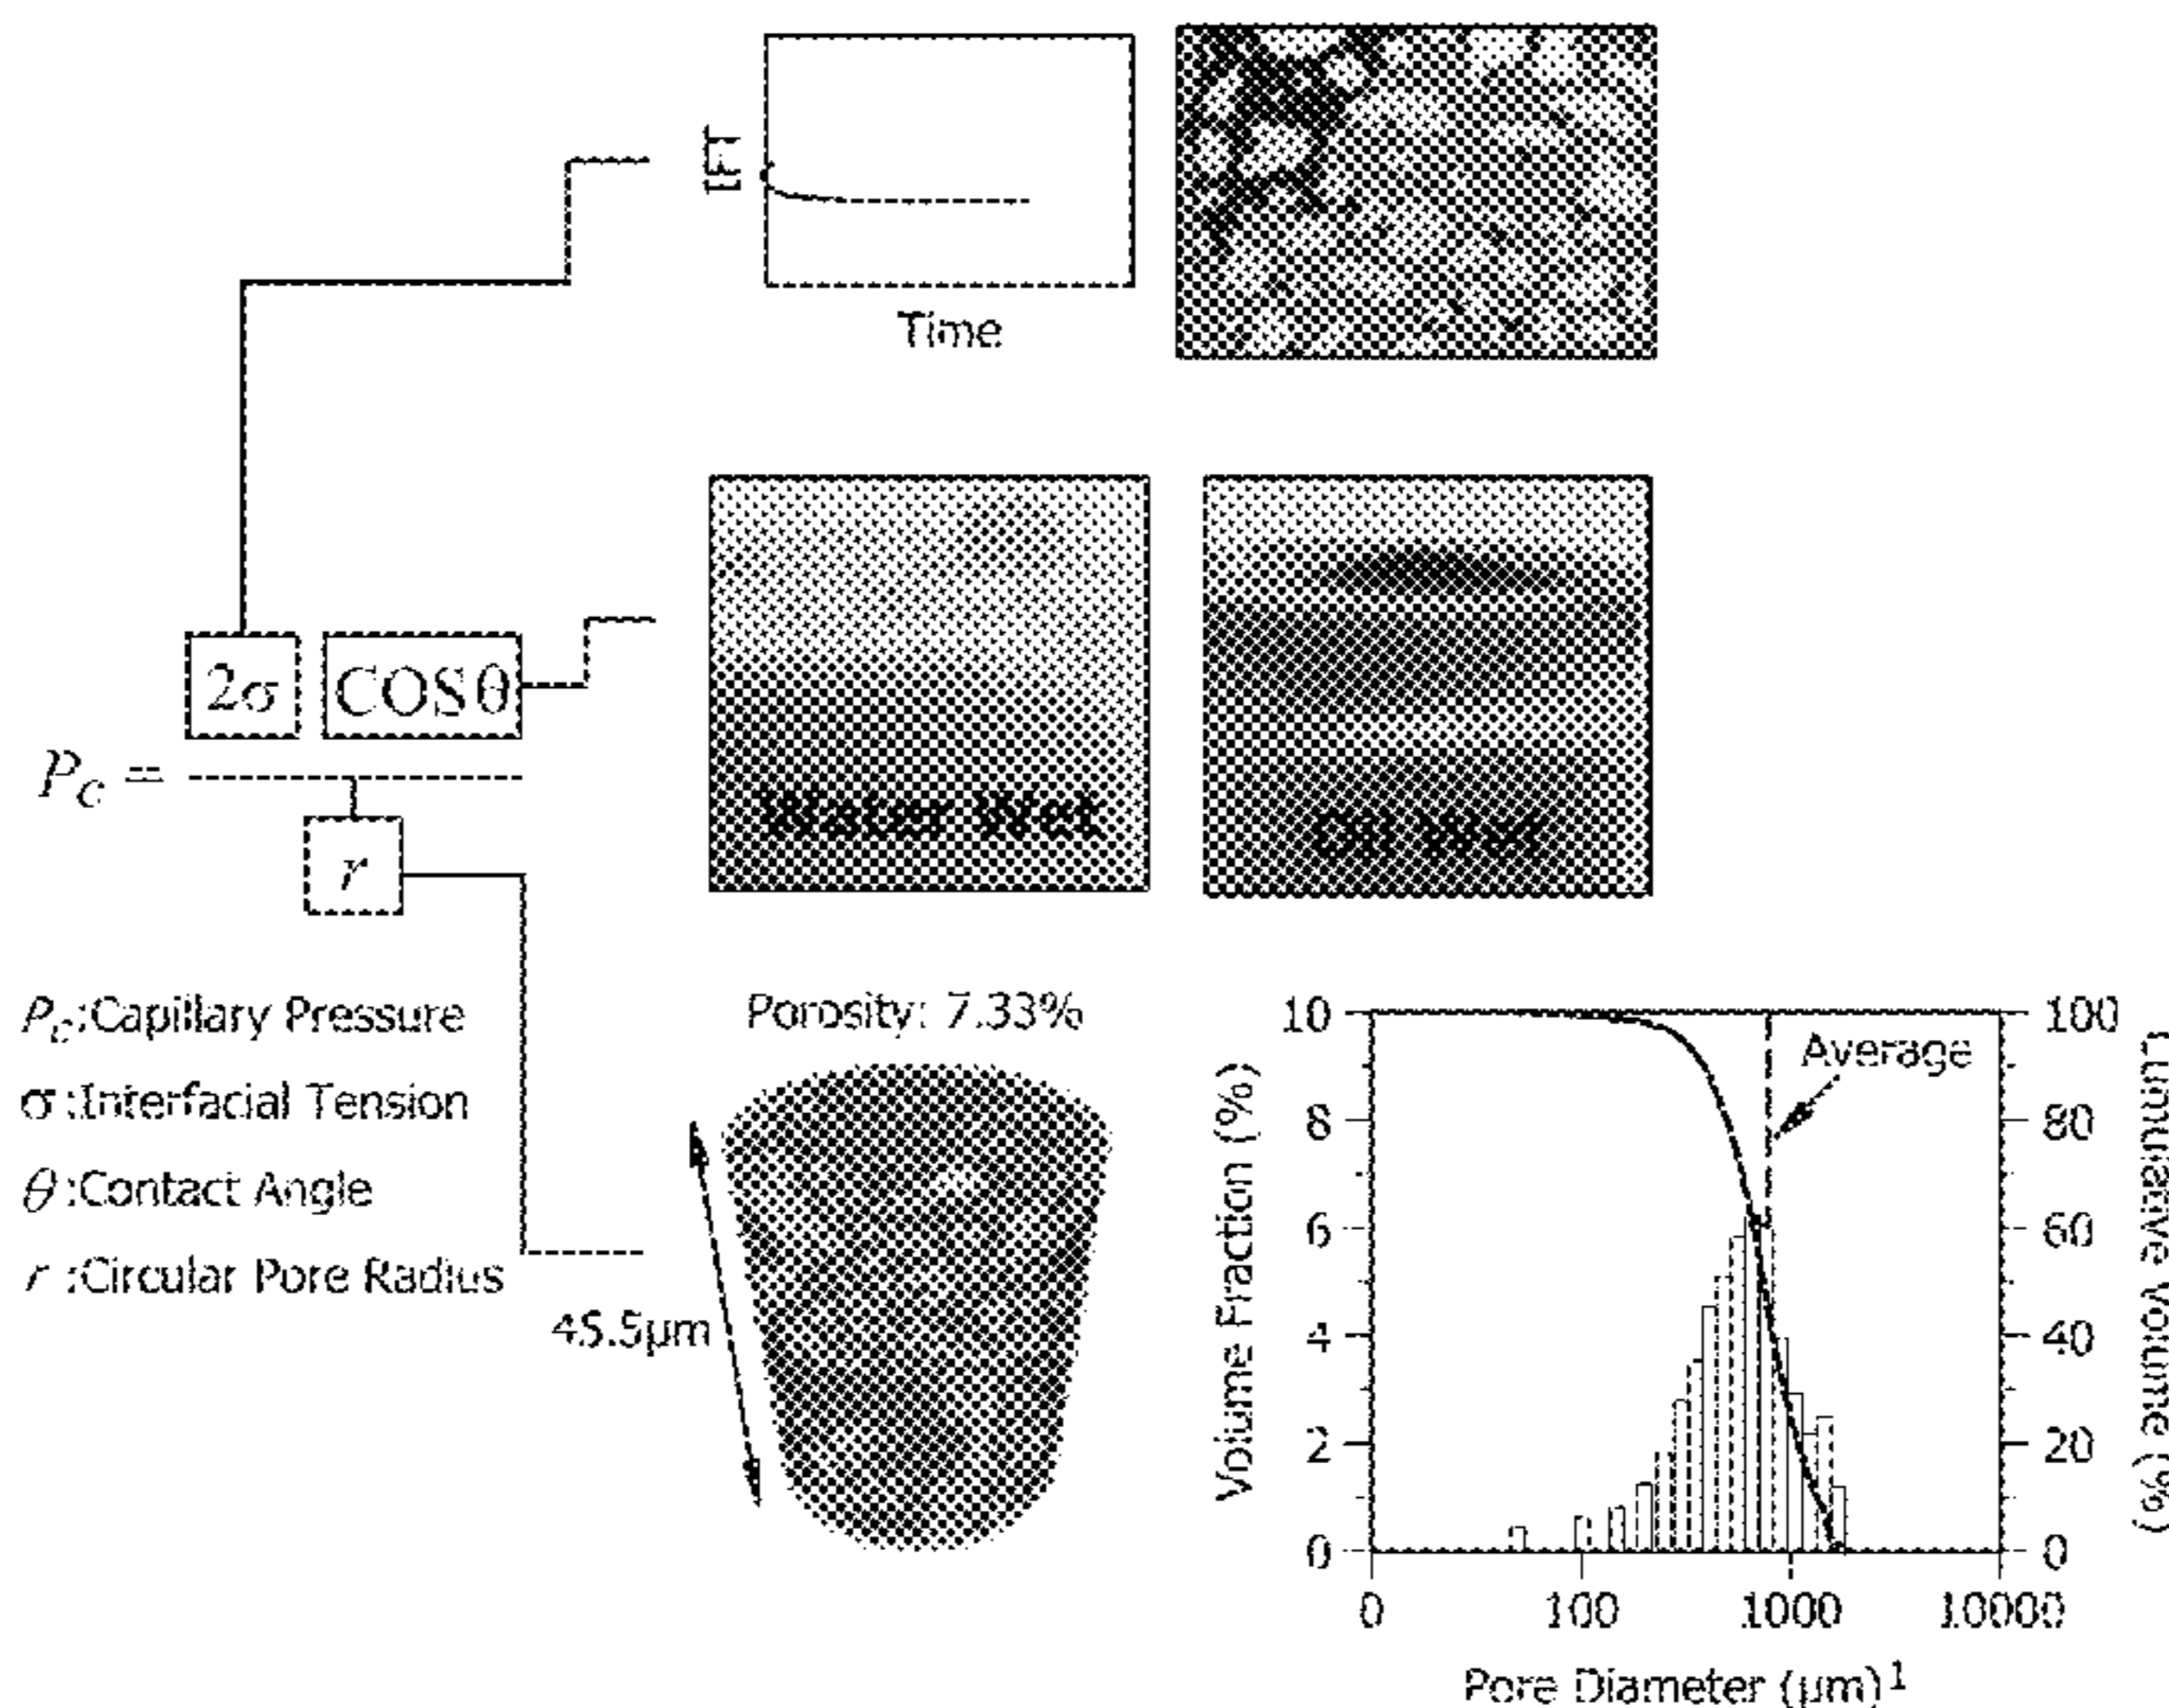 IFT
Time
2σ COSθ
P_c =
r
Water Wet
Oil Wet
P_c:Capillary Pressure
σ :Interfacial Tension
θ :Contact Angle
r :Circular Pore Radius
Porosity: 7.33%
45.5µm
Average
Volume Fraction (%)
10
8
6
4
2
0
100
80
60
40
20
0
Cumulative Volume (%)
0 100 1000 10000
Pore Diameter (µm)¹